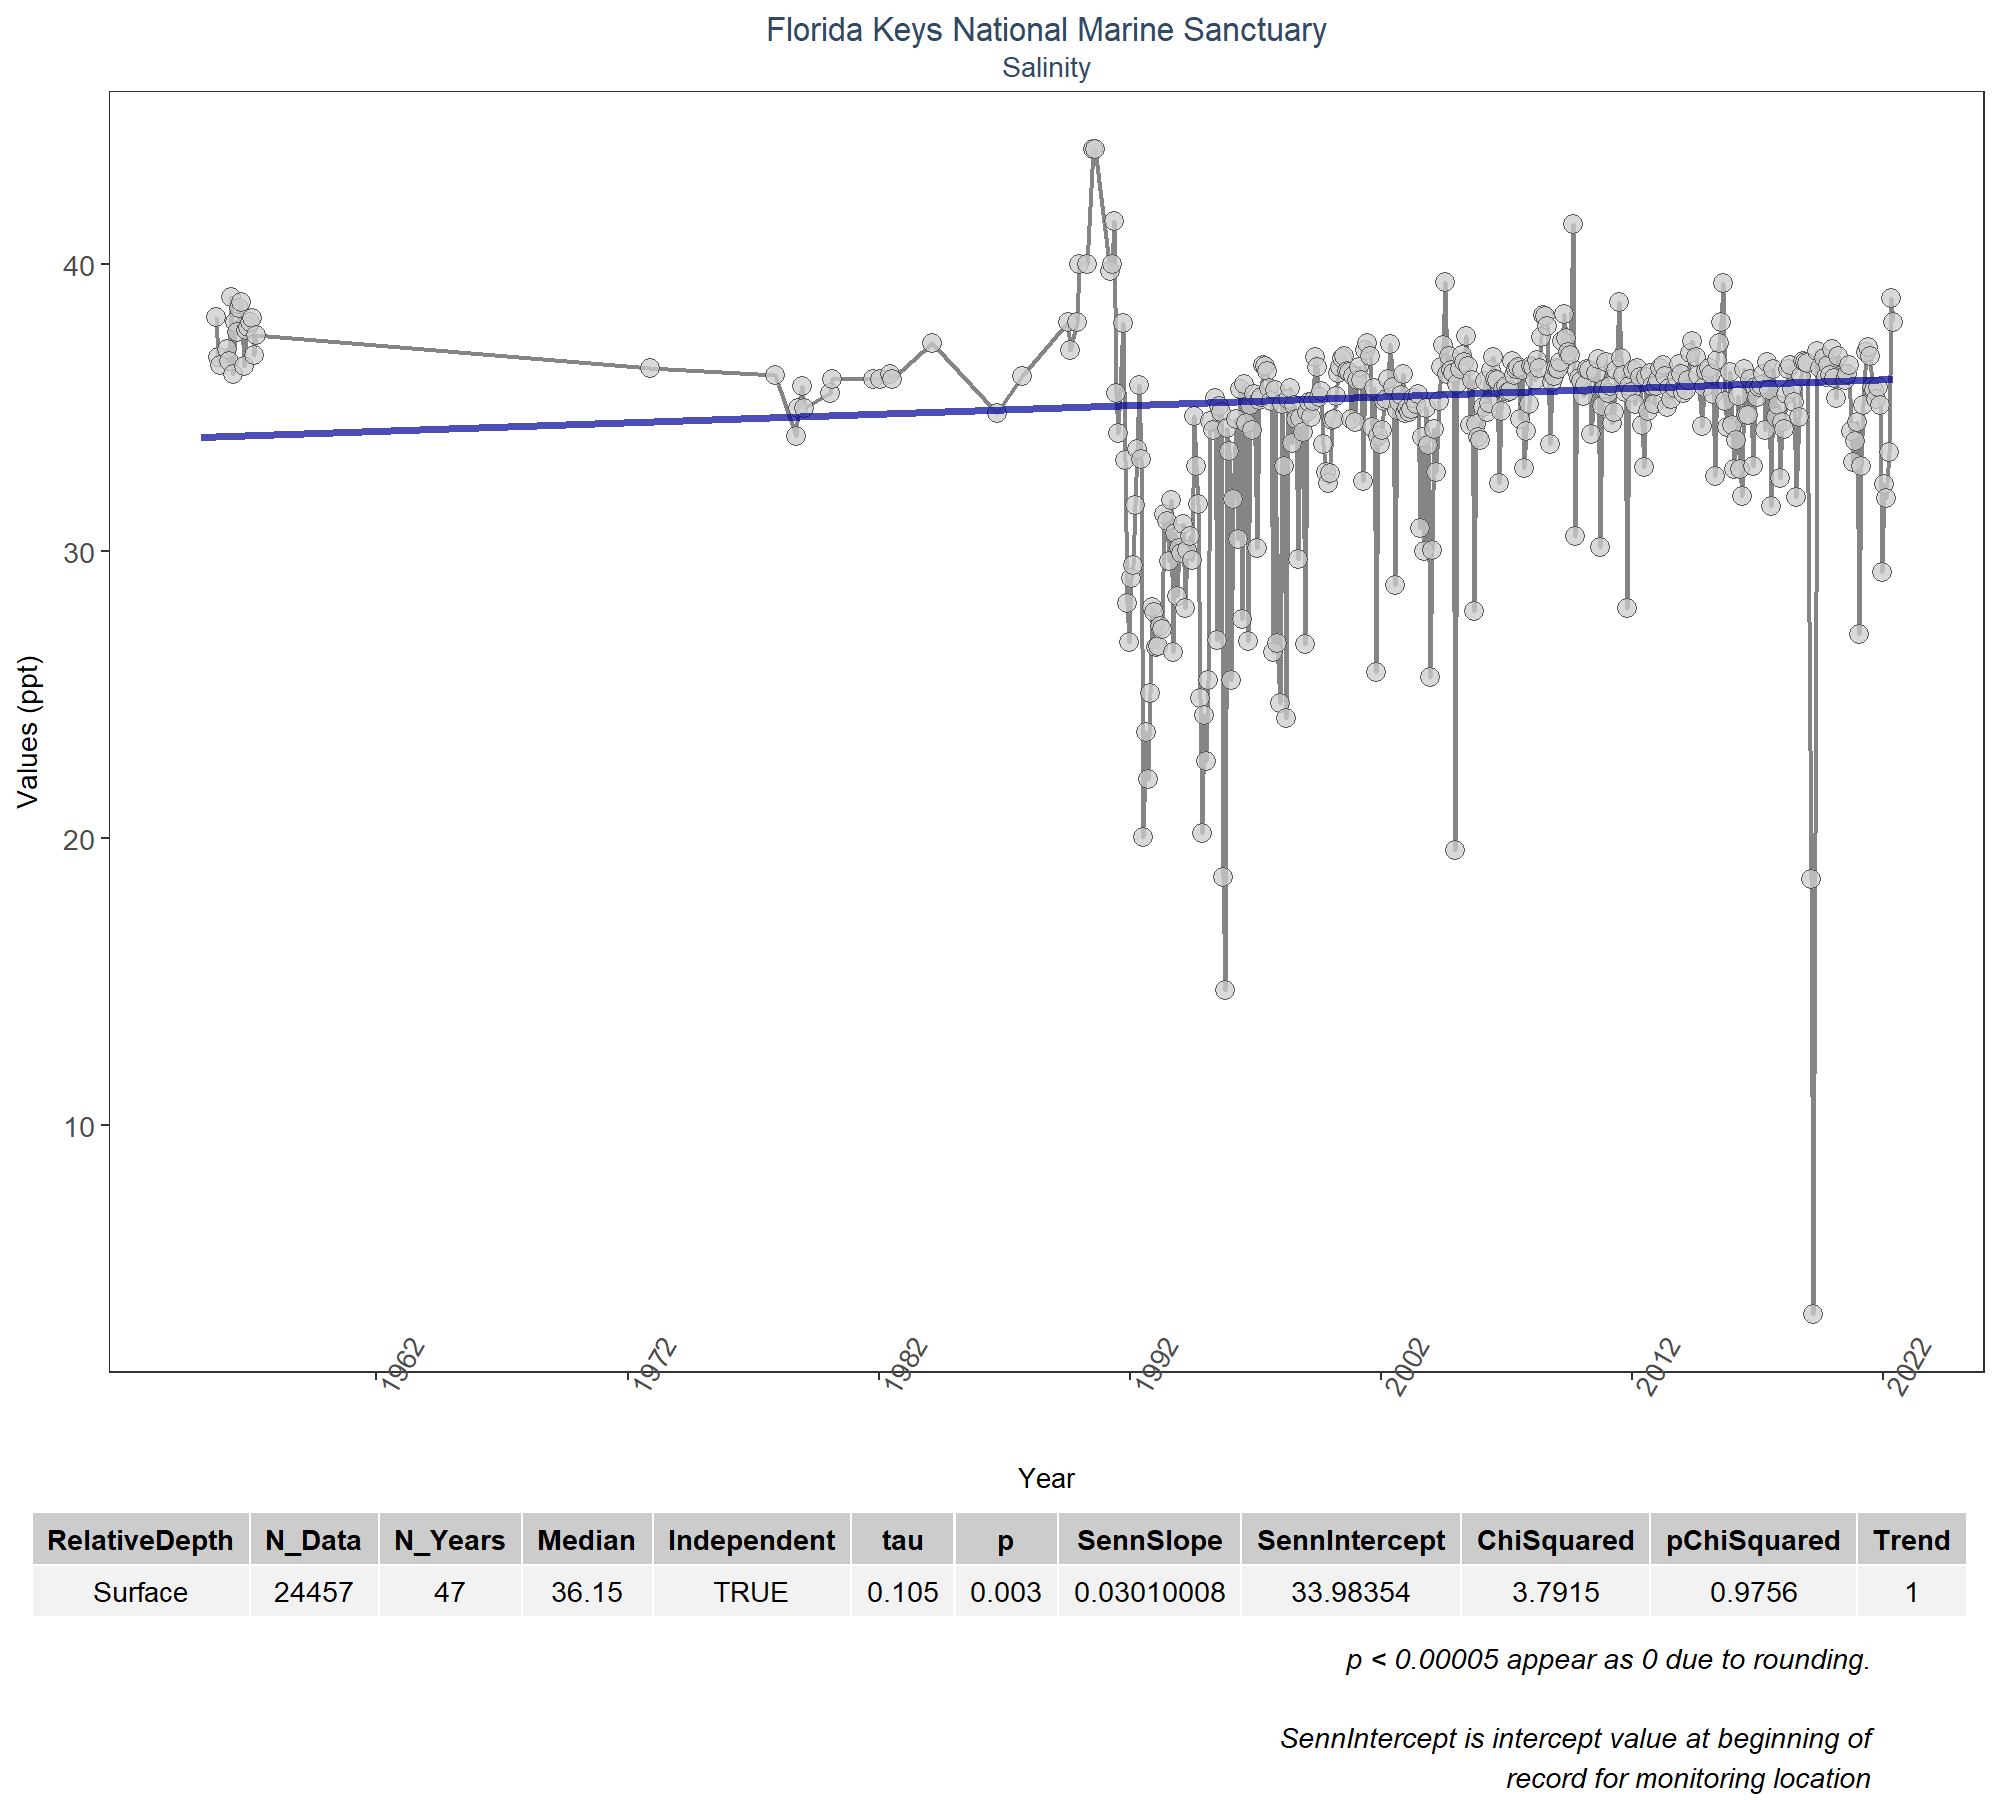 Florida Keys National Marine Sanctuary
Salinity
Values (ppt)
40
30
20
10
1962 1972 1982 1992 2002 2012 2022
Year
RelativeDepth N_Data N_Years Median Independent tau p SennSlope SennIntercept ChiSquared pChiSquared Trend
Surface 24457 47 36.15 TRUE 0.105 0.003 0.03010008 33.98354 3.7915 0.9756 1
p < 0.00005 appear as 0 due to rounding.
SennIntercept is intercept value at beginning of
record for monitoring location